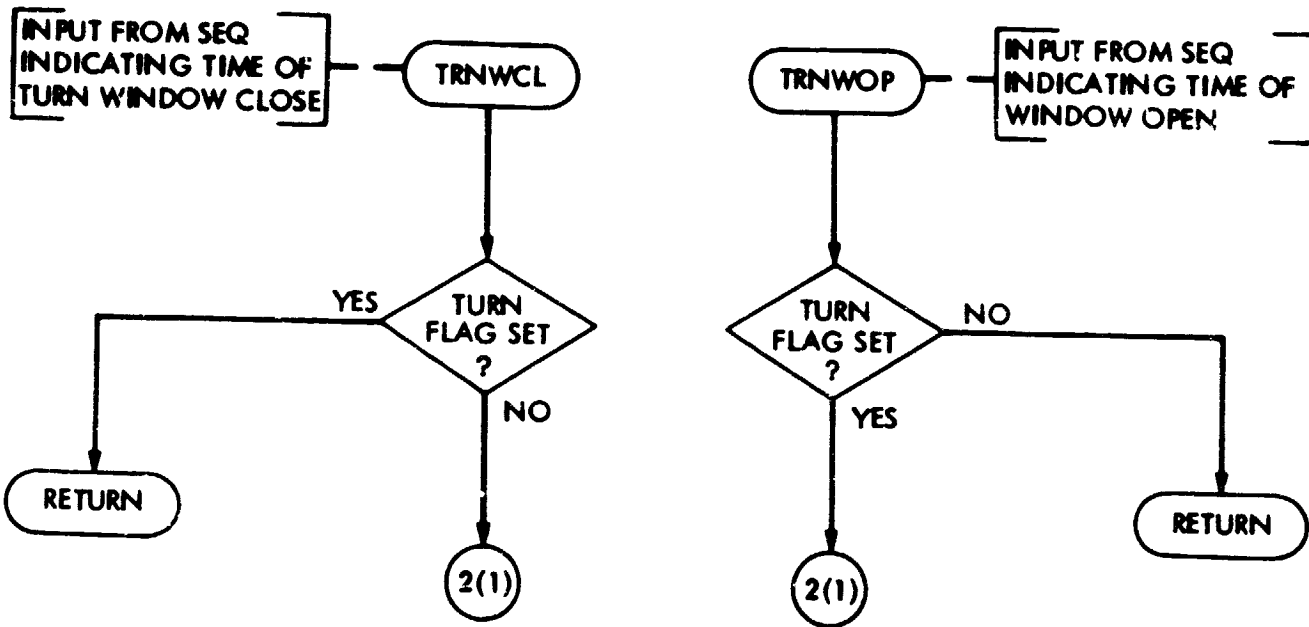 INPUT FROM SEQ
INDICATING TIME OF
TURN WINDOW CLOSE
TRNWCL
TURN
FLAG SET
?
YES
NO
RETURN
2(1)
TRNWOP
INPUT FROM SEQ
INDICATING TIME OF
WINDOW OPEN
TURN
FLAG SET
?
NO
YES
RETURN
2(1)